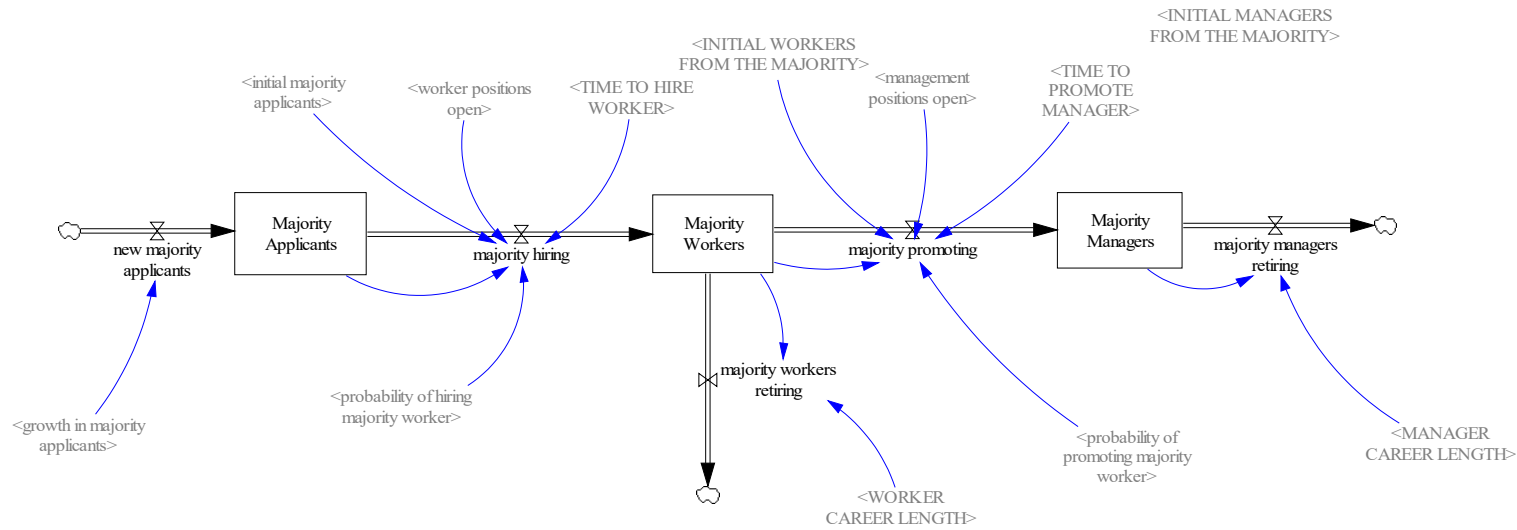 <INITIAL MANAGERS
FROM THE MAJORITY>
<INITIAL WORKERS
FROM THE MAJORITY>
<management
positions open>
<TIME TO
PROMOTE
MANAGER>
<initial majority
applicants>
<worker positions
open>
<TIME TO HIRE
WORKER>
new majority
applicants
Majority
Applicants
majority hiring
Majority
Workers
majority promoting
Majority
Managers
majority managers
retiring
majority workers
retiring
<growth in majority
applicants>
<probability of hiring
majority worker>
<WORKER
CAREER LENGTH>
<probability of
promoting majority
worker>
<MANAGER
CAREER LENGTH>